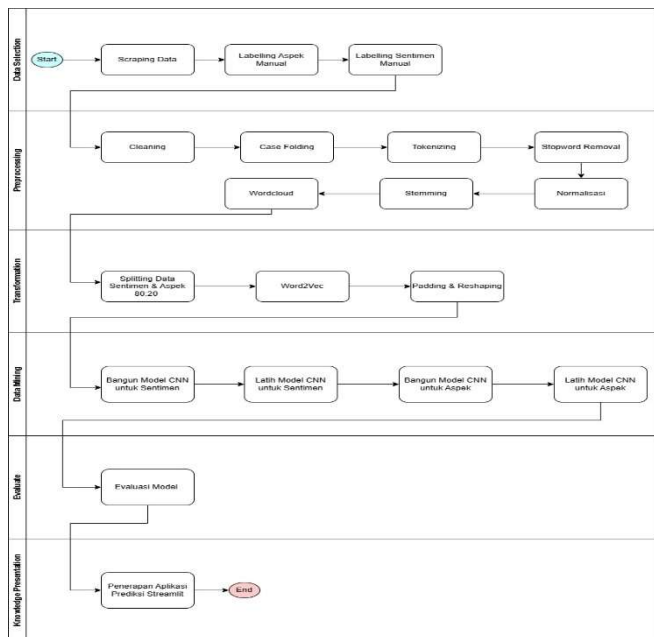 Data Selection
Start
Scraping Data
Labelling Aspek
Manual
Labelling Sentimen
Manual
Preprocessing
Cleaning
Case Folding
Tokenizing
Stopword Removal
Normalisasi
Stemming
Wordcloud
Transformation
Splitting Data
Sentimen & Aspek
80:20
Word2Vec
Padding & Reshaping
Data Mining
Bangun Model CNN
untuk Sentimen
Latih Model CNN
untuk Sentimen
Bangun Model CNN
untuk Aspek
Latih Model CNN
untuk Aspek
Evaluate
Evaluasi Model
Knowledge Presentation
Penerapan Aplikasi
Prediksi Streamlit
End